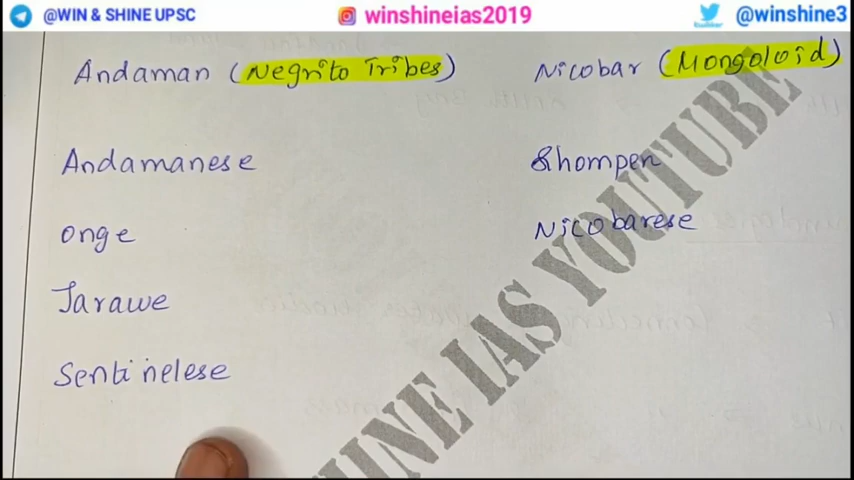 @WIN & SHINE UPSC winshineias2019 @winshine3
Andaman (Negrito Tribes) Nicobar (Mongoloid)
Andamanese Shompen
Onge Nicobarese
Jarawe
Sentinelese
SHINE IAS YOUTUBE